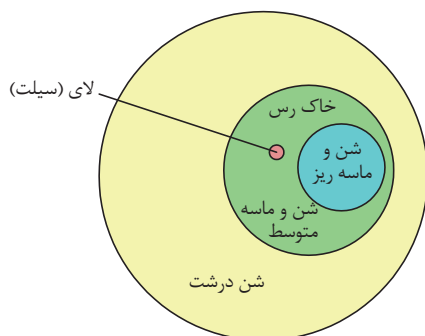 خاک رس
لای (سیلت)
شن و
ماسه ریز
شن و ماسه
متوسط
شن درشت